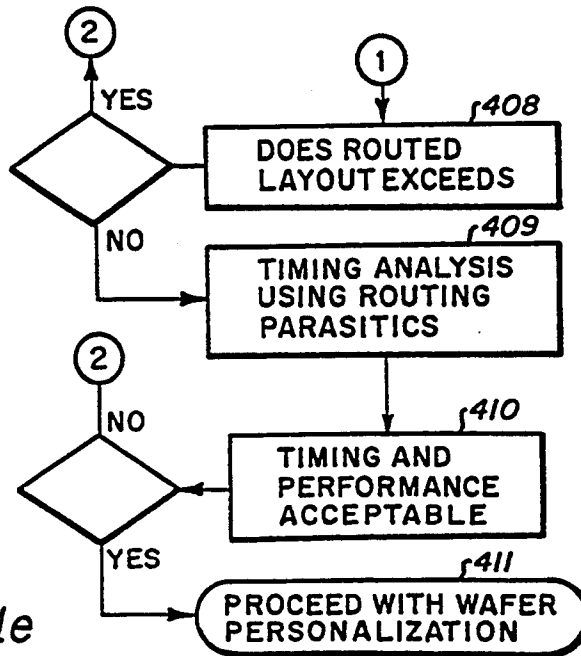 2
1
YES
408
DOES ROUTED
LAYOUT EXCEEDS
NO
409
TIMING ANALYSIS
USING ROUTING
PARASITICS
2
NO
410
TIMING AND
PERFORMANCE
ACCEPTABLE
YES
411
PROCEED WITH WAFER
PERSONALIZATION